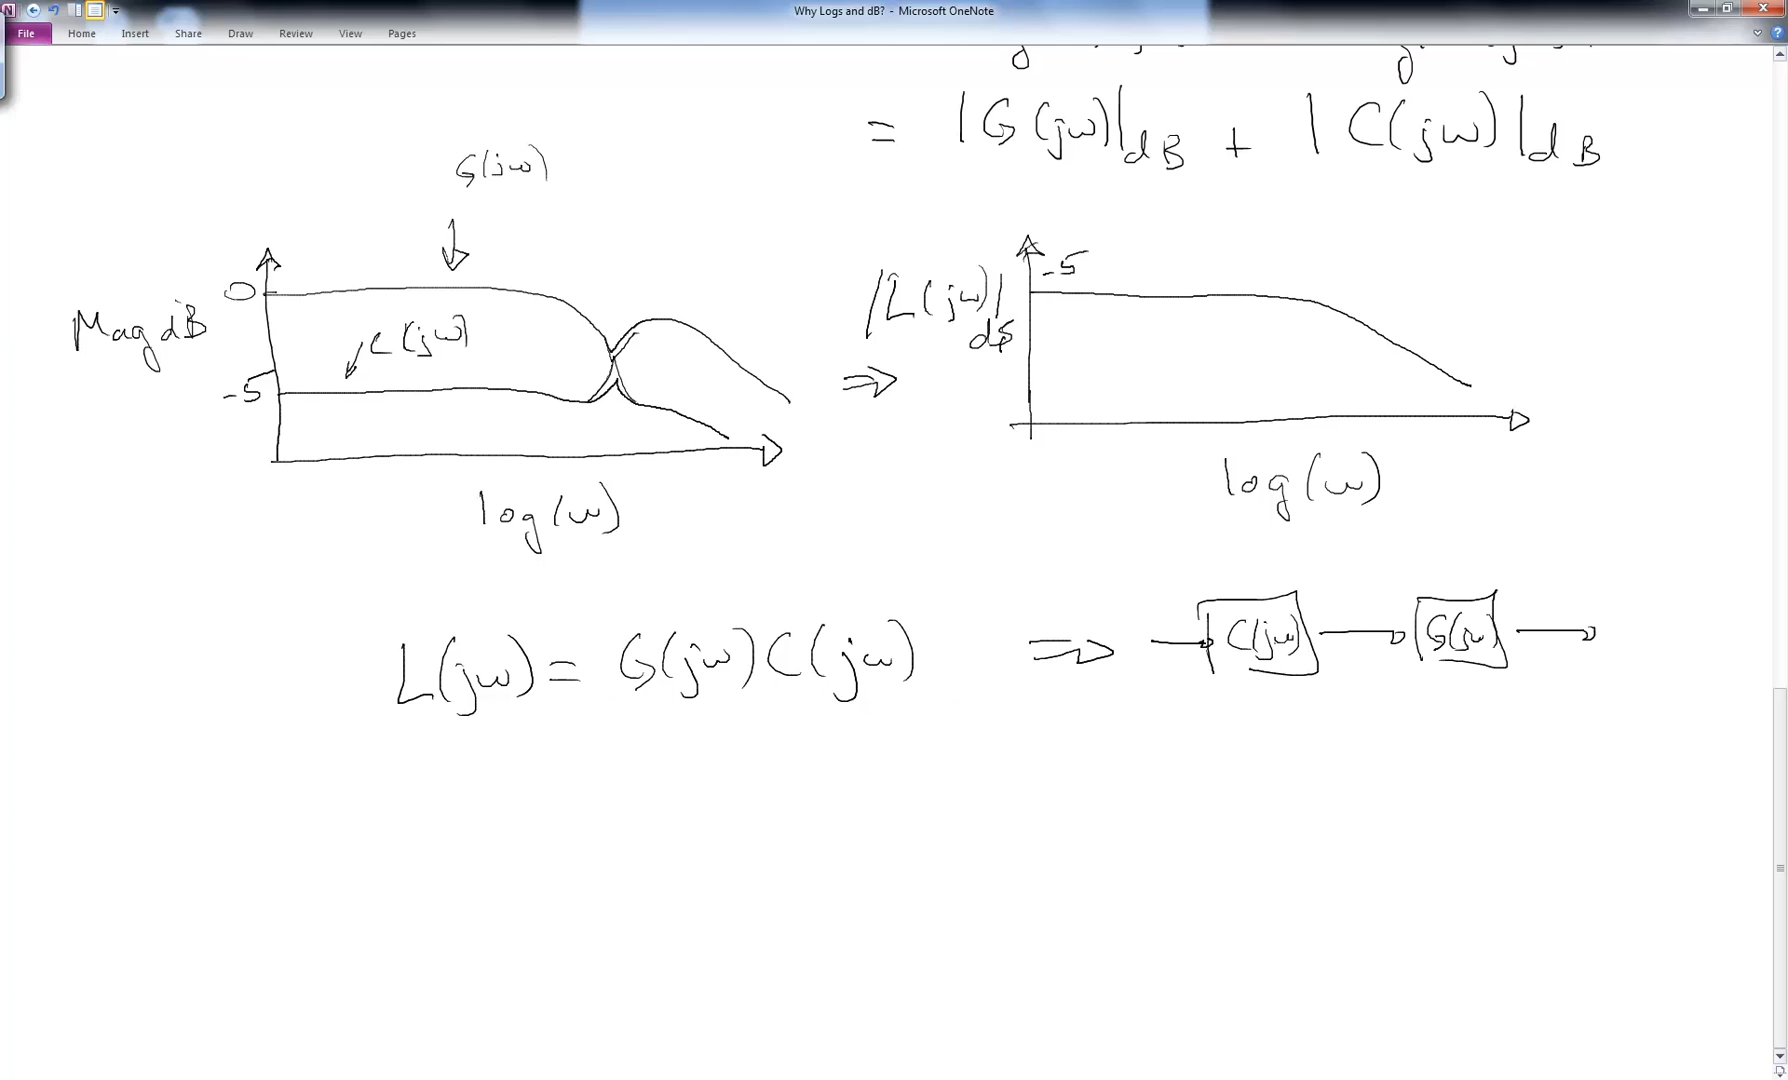 Why Logs and dB? - Microsoft OneNote
File Home Insert Share Draw Review View Pages
= |G(jω)|dB + |C(jω)|dB
G(jω)
Mag dB
0
C(jω)
-5
log(ω)
|L(jω)|dB
⇒
-5
log(ω)
L(jω) = G(jω)C(jω) ⇒ C(jω) G(jω)